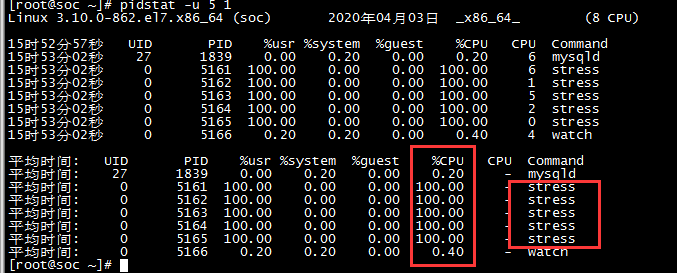 [root@soc ~]# pidstat -u 5 1
Linux 3.10.0-862.el7.x86_64 (soc) 2020年04月03日 _x86_64_ (8 CPU)
15时52分57秒 UID PID %usr %system %guest %CPU CPU Command
15时53分02秒 27 1839 0.00 0.20 0.00 0.20 6 mysqld
15时53分02秒 0 5161 100.00 0.00 0.00 100.00 6 stress
15时53分02秒 0 5162 100.00 0.00 0.00 100.00 1 stress
15时53分02秒 0 5163 100.00 0.00 0.00 100.00 5 stress
15时53分02秒 0 5164 100.00 0.00 0.00 100.00 2 stress
15时53分02秒 0 5165 100.00 0.00 0.00 100.00 0 stress
15时53分02秒 0 5166 0.20 0.20 0.00 0.40 4 watch
平均时间: UID PID %usr %system %guest %CPU CPU Command
平均时间: 27 1839 0.00 0.20 0.00 0.20 - mysqld
平均时间: 0 5161 100.00 0.00 0.00 100.00 - stress
平均时间: 0 5162 100.00 0.00 0.00 100.00 - stress
平均时间: 0 5163 100.00 0.00 0.00 100.00 - stress
平均时间: 0 5164 100.00 0.00 0.00 100.00 - stress
平均时间: 0 5165 100.00 0.00 0.00 100.00 - stress
平均时间: 0 5166 0.20 0.20 0.00 0.40 - watch
[root@soc ~]#